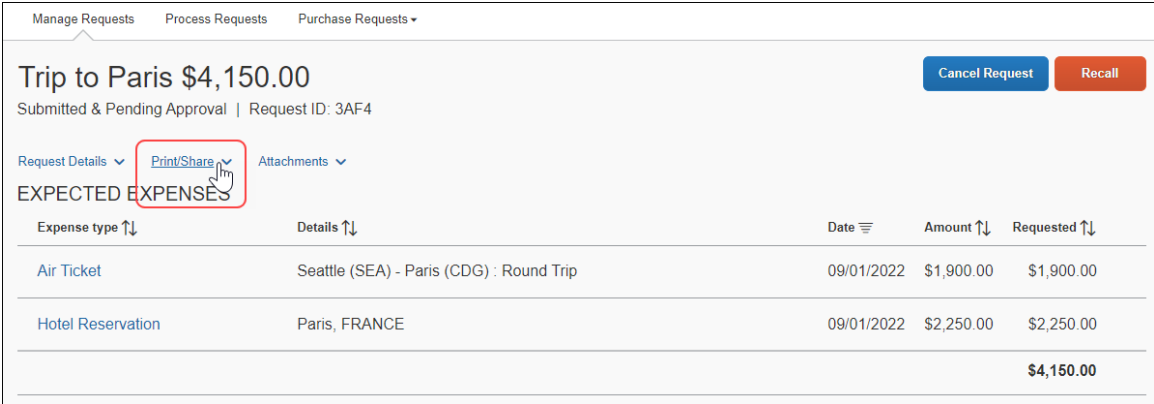 Manage Requests Process Requests Purchase Requests
Trip to Paris $4,150.00 Cancel Request Recall
Submitted & Pending Approval | Request ID: 3AF4
Request Details Print/Share Attachments
EXPECTED EXPENSES
Expense type Details Date Amount Requested
Air Ticket Seattle (SEA) - Paris (CDG) : Round Trip 09/01/2022 $1,900.00 $1,900.00
Hotel Reservation Paris, FRANCE 09/01/2022 $2,250.00 $2,250.00
$4,150.00